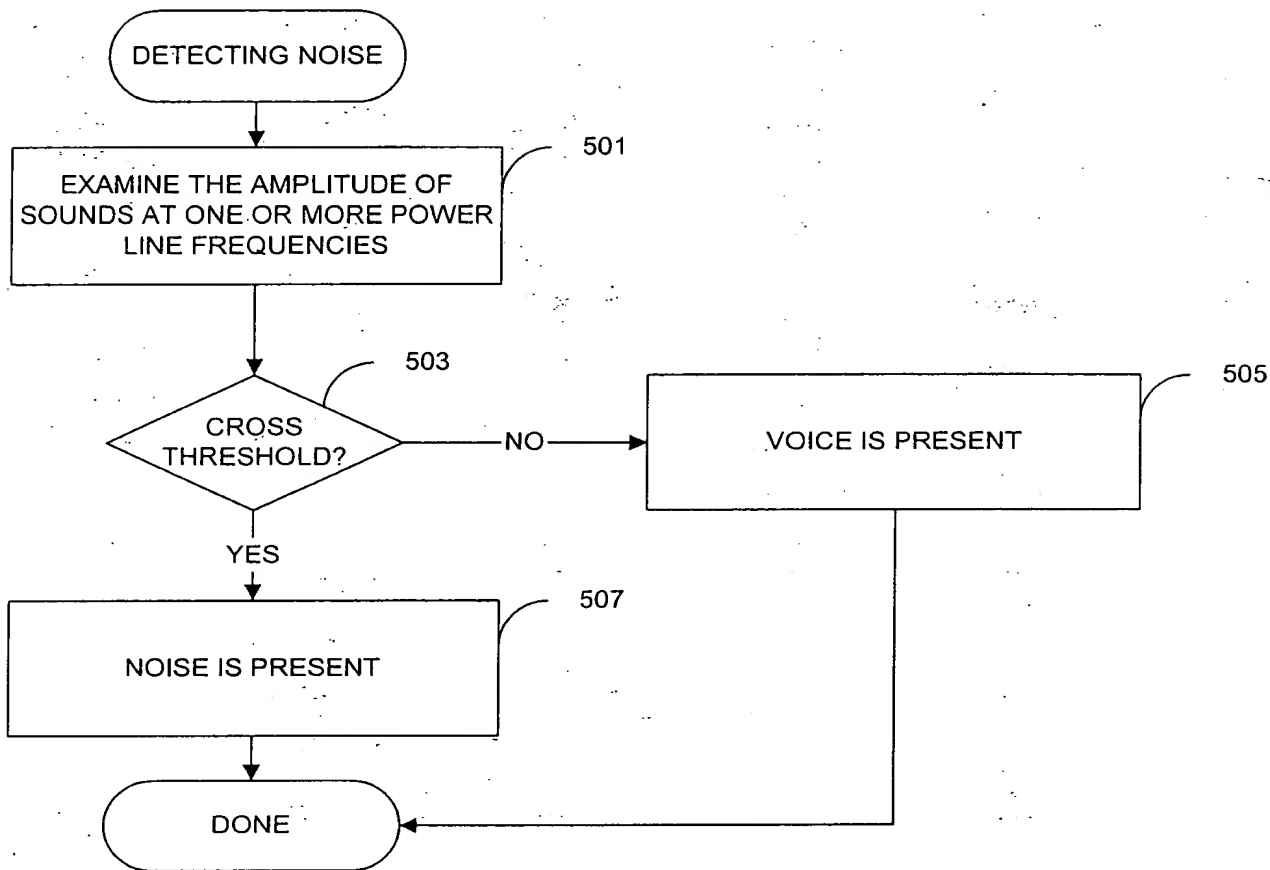 DETECTING NOISE
501
EXAMINE THE AMPLITUDE OF
SOUNDS AT ONE OR MORE POWER
LINE FREQUENCIES
503
CROSS
THRESHOLD?
NO
505
VOICE IS PRESENT
YES
507
NOISE IS PRESENT
DONE